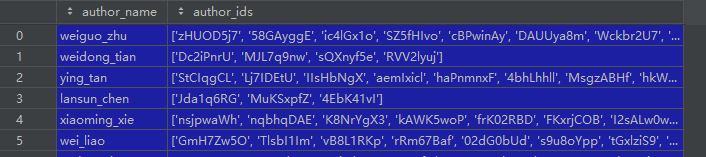 author_name author_ids
0 weiguo_zhu ['zHUOD5j7', '58GAyggE', 'ic4lGx1o', 'SZ5fHIvo', 'cBPwinAy', 'DAUUya8m', 'Wckbr2U7', '...
1 weidong_tian ['Dc2iPnrU', 'MJL7q9nw', 'sQXnyf5e', 'RVV2lyuj']
2 ying_tan ['StCIqgCL', 'Lj7IDEtU', 'IIsHbNgX', 'aemIxicl', 'haPnmnxF', '4bhLhhll', 'MsgzABHf', 'hkW...
3 lansun_chen ['Jda1q6RG', 'MuKSxpfZ', '4EbK41vI']
4 xiaoming_xie ['nsjpwaWh', 'nqbhqDAE', 'K8NrYgX3', 'kAWK5woP', 'frK02RBD', 'FKxrjCOB', 'I2sALw0w...
5 wei_liao ['GmH7Zw5O', 'TlsbI1Im', 'vB8L1RKp', 'rRm67Baf', '02dG0bUd', 's9u8oYpp', 'tGxlziS9', '...